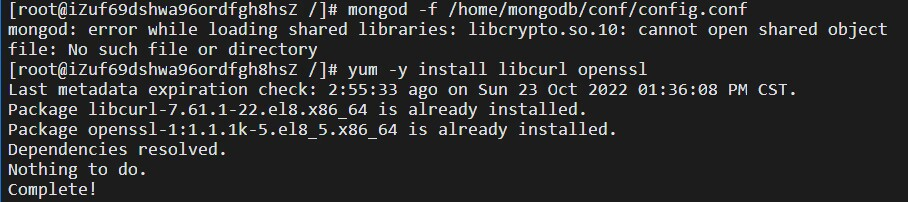 [root@iZuf69dshwa96ordfgh8hsZ /]# mongod -f /home/mongodb/conf/config.conf
mongod: error while loading shared libraries: libcrypto.so.10: cannot open shared object
file: No such file or directory
[root@iZuf69dshwa96ordfgh8hsZ /]# yum -y install libcurl openssl
Last metadata expiration check: 2:55:33 ago on Sun 23 Oct 2022 01:36:08 PM CST.
Package libcurl-7.61.1-22.el8.x86_64 is already installed.
Package openssl-1:1.1.1k-5.el8_5.x86_64 is already installed.
Dependencies resolved.
Nothing to do.
Complete!